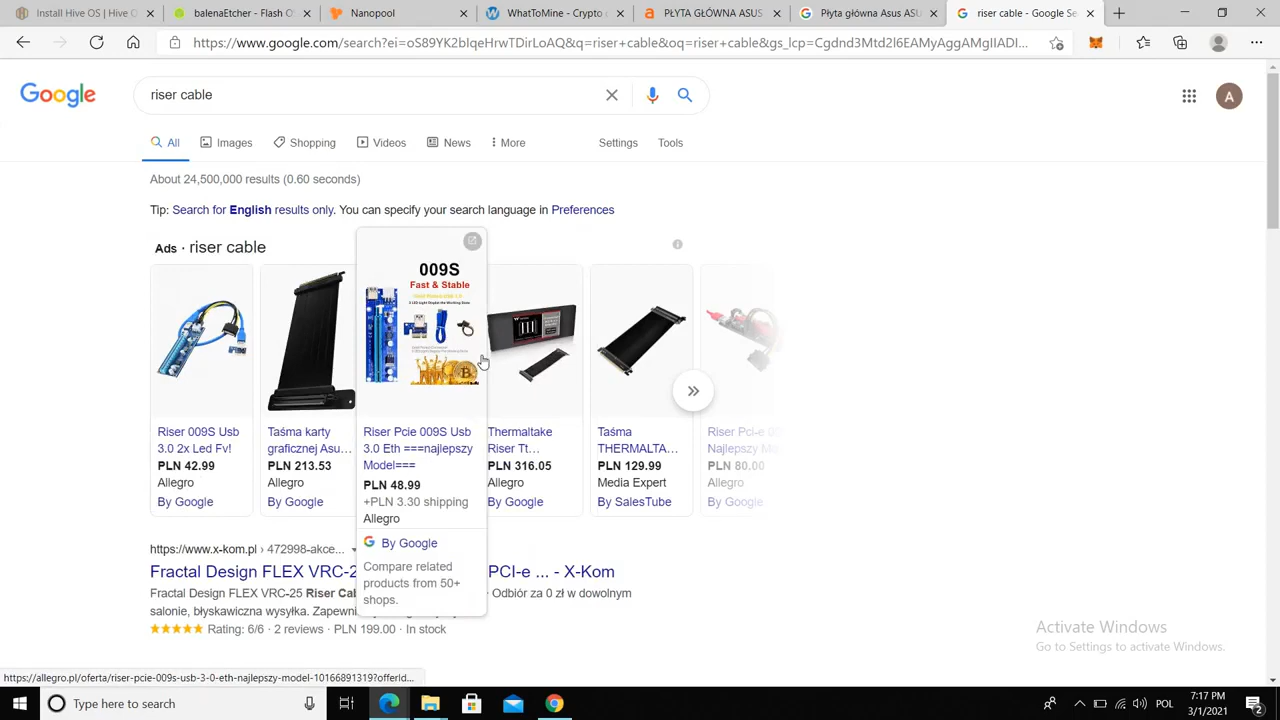 Install Hive OS | Hiveo
balenaEtcher - Flash O
Nanopool
WhatToMine - Crypto c
PŁYTA GŁÓWNA ASUS
Płyta główna Asus ASU
riser cable - Google Se
https://www.google.com/search?ei=oS89YK2bIqeHrwTDirLoAQ&q=riser+cable&oq=riser+cable&gs_lcp=Cgdnd3Mtd2l6EAMyAggAMgIIADI...
Google
riser cable
A
All
Images
Shopping
Videos
News
More
Settings
Tools
About 24,500,000 results (0.60 seconds)
Tip: Search for English results only. You can specify your search language in Preferences
Ads · riser cable
009S
Fast & Stable
Riser 009S Usb
3.0 2x Led Fv!
PLN 42.99
Allegro
By Google
Taśma karty
graficznej Asu...
PLN 213.53
Allegro
By Google
Riser Pcie 009S Usb
3.0 Eth ===najlepszy
Model===
PLN 48.99
+PLN 3.30 shipping
Allegro
By Google
Compare related
products from 50+
shops.
Thermaltake
Riser Tt...
PLN 316.05
Allegro
By Google
Taśma
THERMALTA...
PLN 129.99
Media Expert
By SalesTube
Riser Pci-e 00
Najlepszy Mo
PLN 80.00
Allegro
By Google
https://www.x-kom.pl › 472998-akce...
Fractal Design FLEX VRC-2 PCI-e ... - X-Kom
Fractal Design FLEX VRC-25 Riser Cab · Odbiór za 0 zł w dowolnym
salonie, błyskawiczna wysyłka. Zapewni
Rating: 6/6 · 2 reviews · PLN 199.00 · In stock
Activate Windows
Go to Settings to activate Windows.
https://allegro.pl/oferta/riser-pcie-009s-usb-3-0-eth-najlepszy-model-10166891319?offerid...
Type here to search
POL
7:17 PM
3/1/2021
2